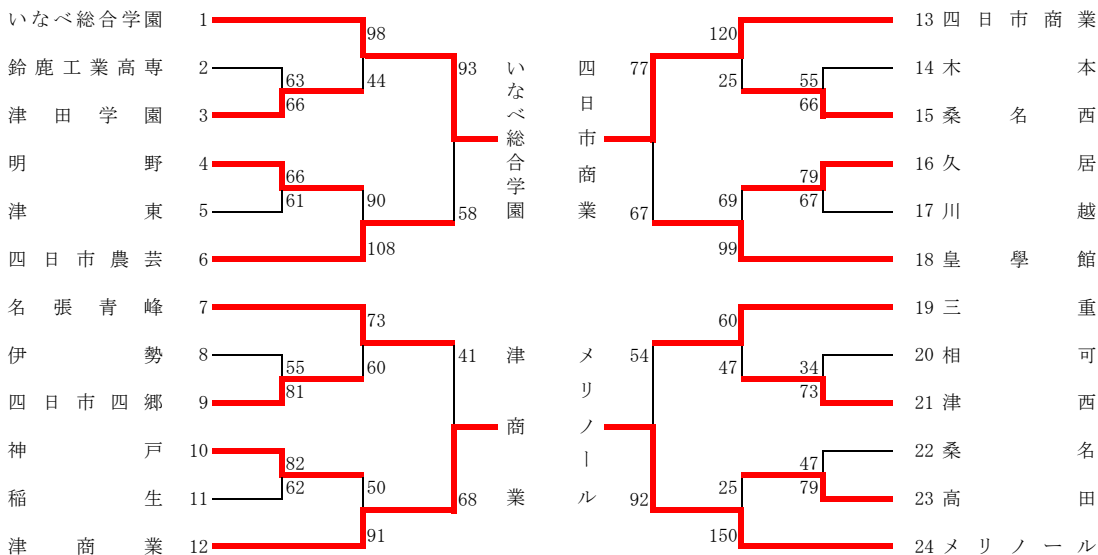 いなべ総合学園 1
98
鈴鹿工業高専 2
63
44
93
津田学園 3
66
明野 4
66
津東 5
61
90
58
四日市農芸 6
108
いなべ総合学園
名張青峰 7
73
伊勢 8
55
60
41
四日市四郷 9
81
神戸 10
82
稲生 11
62
50
68
津商業 12
91
津商業
四日市商業
120
13 四日市商業
77
25
55
14 木本
66
15 桑名西
79
16 久居
67
69
67
17 川越
99
18 皇學館
メリノール
60
19 三重
54
47
34
20 相可
73
21 津西
47
22 桑名
92
25
79
23 高田
150
24 メリノール